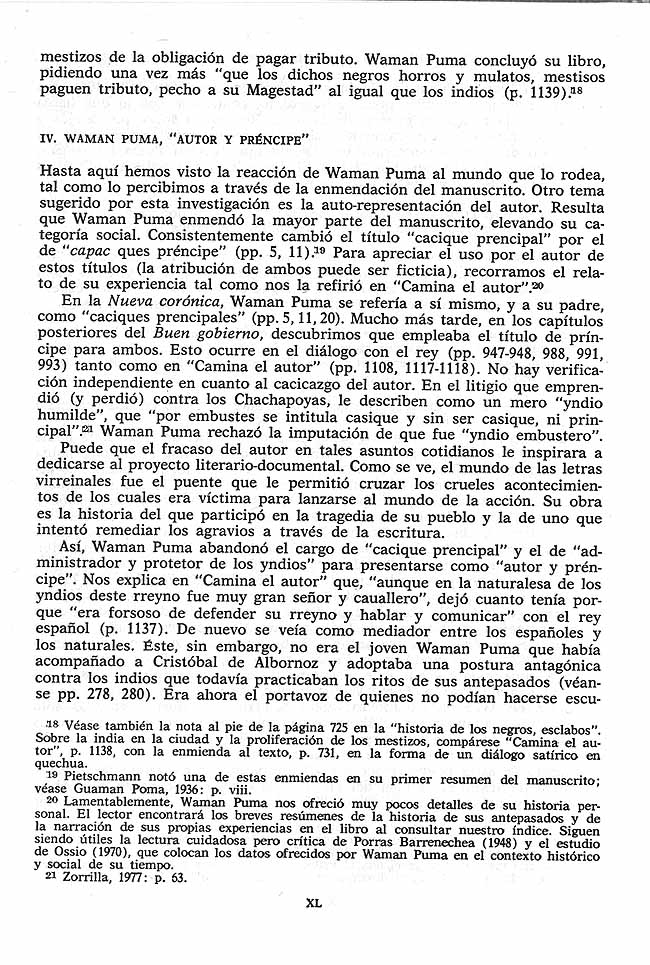 mestizos de la obligación de pagar tributo. Waman Puma concluyó su libro,
pidiendo una vez más “que los dichos negros horros y mulatos, mestisos
paguen tributo, pecho a su Magestad” al igual que los indios (p. 1139).18
IV. WAMAN PUMA, “AUTOR Y PRÉNCIPE”
Hasta aquí hemos visto la reacción de Waman Puma al mundo que lo rodea,
tal como lo percibimos a través de la enmendación del manuscrito. Otro tema
sugerido por esta investigación es la auto-representación del autor. Resulta
que Waman Puma enmendó la mayor parte del manuscrito, elevando su ca-
tegoría social. Consistentemente cambió el título “cacique prencipal” por el
de “capac ques préncipe” (pp. 5, 11).19 Para apreciar el uso por el autor de
estos títulos (la atribución de ambos puede ser ficticia), recorramos el rela-
to de su experiencia tal como nos la refirió en “Camina el autor”.20
En la Nueva corónica, Waman Puma se refería a sí mismo, y a su padre,
como “caciques prencipales” (pp. 5, 11, 20). Mucho más tarde, en los capítulos
posteriores del Buen gobierno, descubrimos que empleaba el título de prín-
cipe para ambos. Esto ocurre en el diálogo con el rey (pp. 947-948, 988, 991,
993) tanto como en “Camina el autor” (pp. 1108, 1117-1118). No hay verifica-
ción independiente en cuanto al cacicazgo del autor. En el litigio que empren-
dió (y perdió) contra los Chachapoyas, le describen como un mero “yndio
humilde”, que “por embustes se intitula casique y sin ser casique, ni prin-
cipal”.21 Waman Puma rechazó la imputación de que fue “yndio embustero”.
Puede que el fracaso del autor en tales asuntos cotidianos le inspirara a
dedicarse al proyecto literario-documental. Como se ve, el mundo de las letras
virreinales fue el puente que le permitió cruzar los crueles acontecimien-
tos de los cuales era víctima para lanzarse al mundo de la acción. Su obra
es la historia del que participó en la tragedia de su pueblo y la de uno que
intentó remediar los agravios a través de la escritura.
Así, Waman Puma abandonó el cargo de “cacique prencipal” y el de “ad-
ministrador y protetor de los yndios” para presentarse como “autor y prén-
cipe”. Nos explica en “Camina el autor” que, “aunque en la naturalesa de los
yndios deste rreyno fue muy gran señor y cauallero”, dejó cuanto tenía por-
que “era forsoso de defender su rreyno y hablar y comunicar” con el rey
español (p. 1137). De nuevo se veía como mediador entre los españoles y
los naturales. Éste, sin embargo, no era el joven Waman Puma que había
acompañado a Cristóbal de Albornoz y adoptaba una postura antagónica
contra los indios que todavía practicaban los ritos de sus antepasados (véan-
se pp. 278, 280). Era ahora el portavoz de quienes no podían hacerse escu-
18 Véase también la nota al pie de la página 725 en la “historia de los negros, esclabos”.
Sobre la india en la ciudad y la proliferación de los mestizos, compárese “Camina el au-
tor”, p. 1138, con la enmienda al texto, p. 731, en la forma de un diálogo satírico en
quechua.
19 Pietschmann notó una de estas enmiendas en su primer resumen del manuscrito;
véase Guaman Poma, 1936: p. viii.
20 Lamentablemente, Waman Puma nos ofreció muy pocos detalles de su historia per-
sonal. El lector encontrará los breves resúmenes de la historia de sus antepasados y de
la narración de sus propias experiencias en el libro al consultar nuestro índice. Siguen
siendo útiles la lectura cuidadosa pero crítica de Porras Barrenechea (1948) y el estudio
de Ossio (1970), que colocan los datos ofrecidos por Waman Puma en el contexto histórico
y social de su tiempo.
21 Zorrilla, 1977: p. 63.
XL